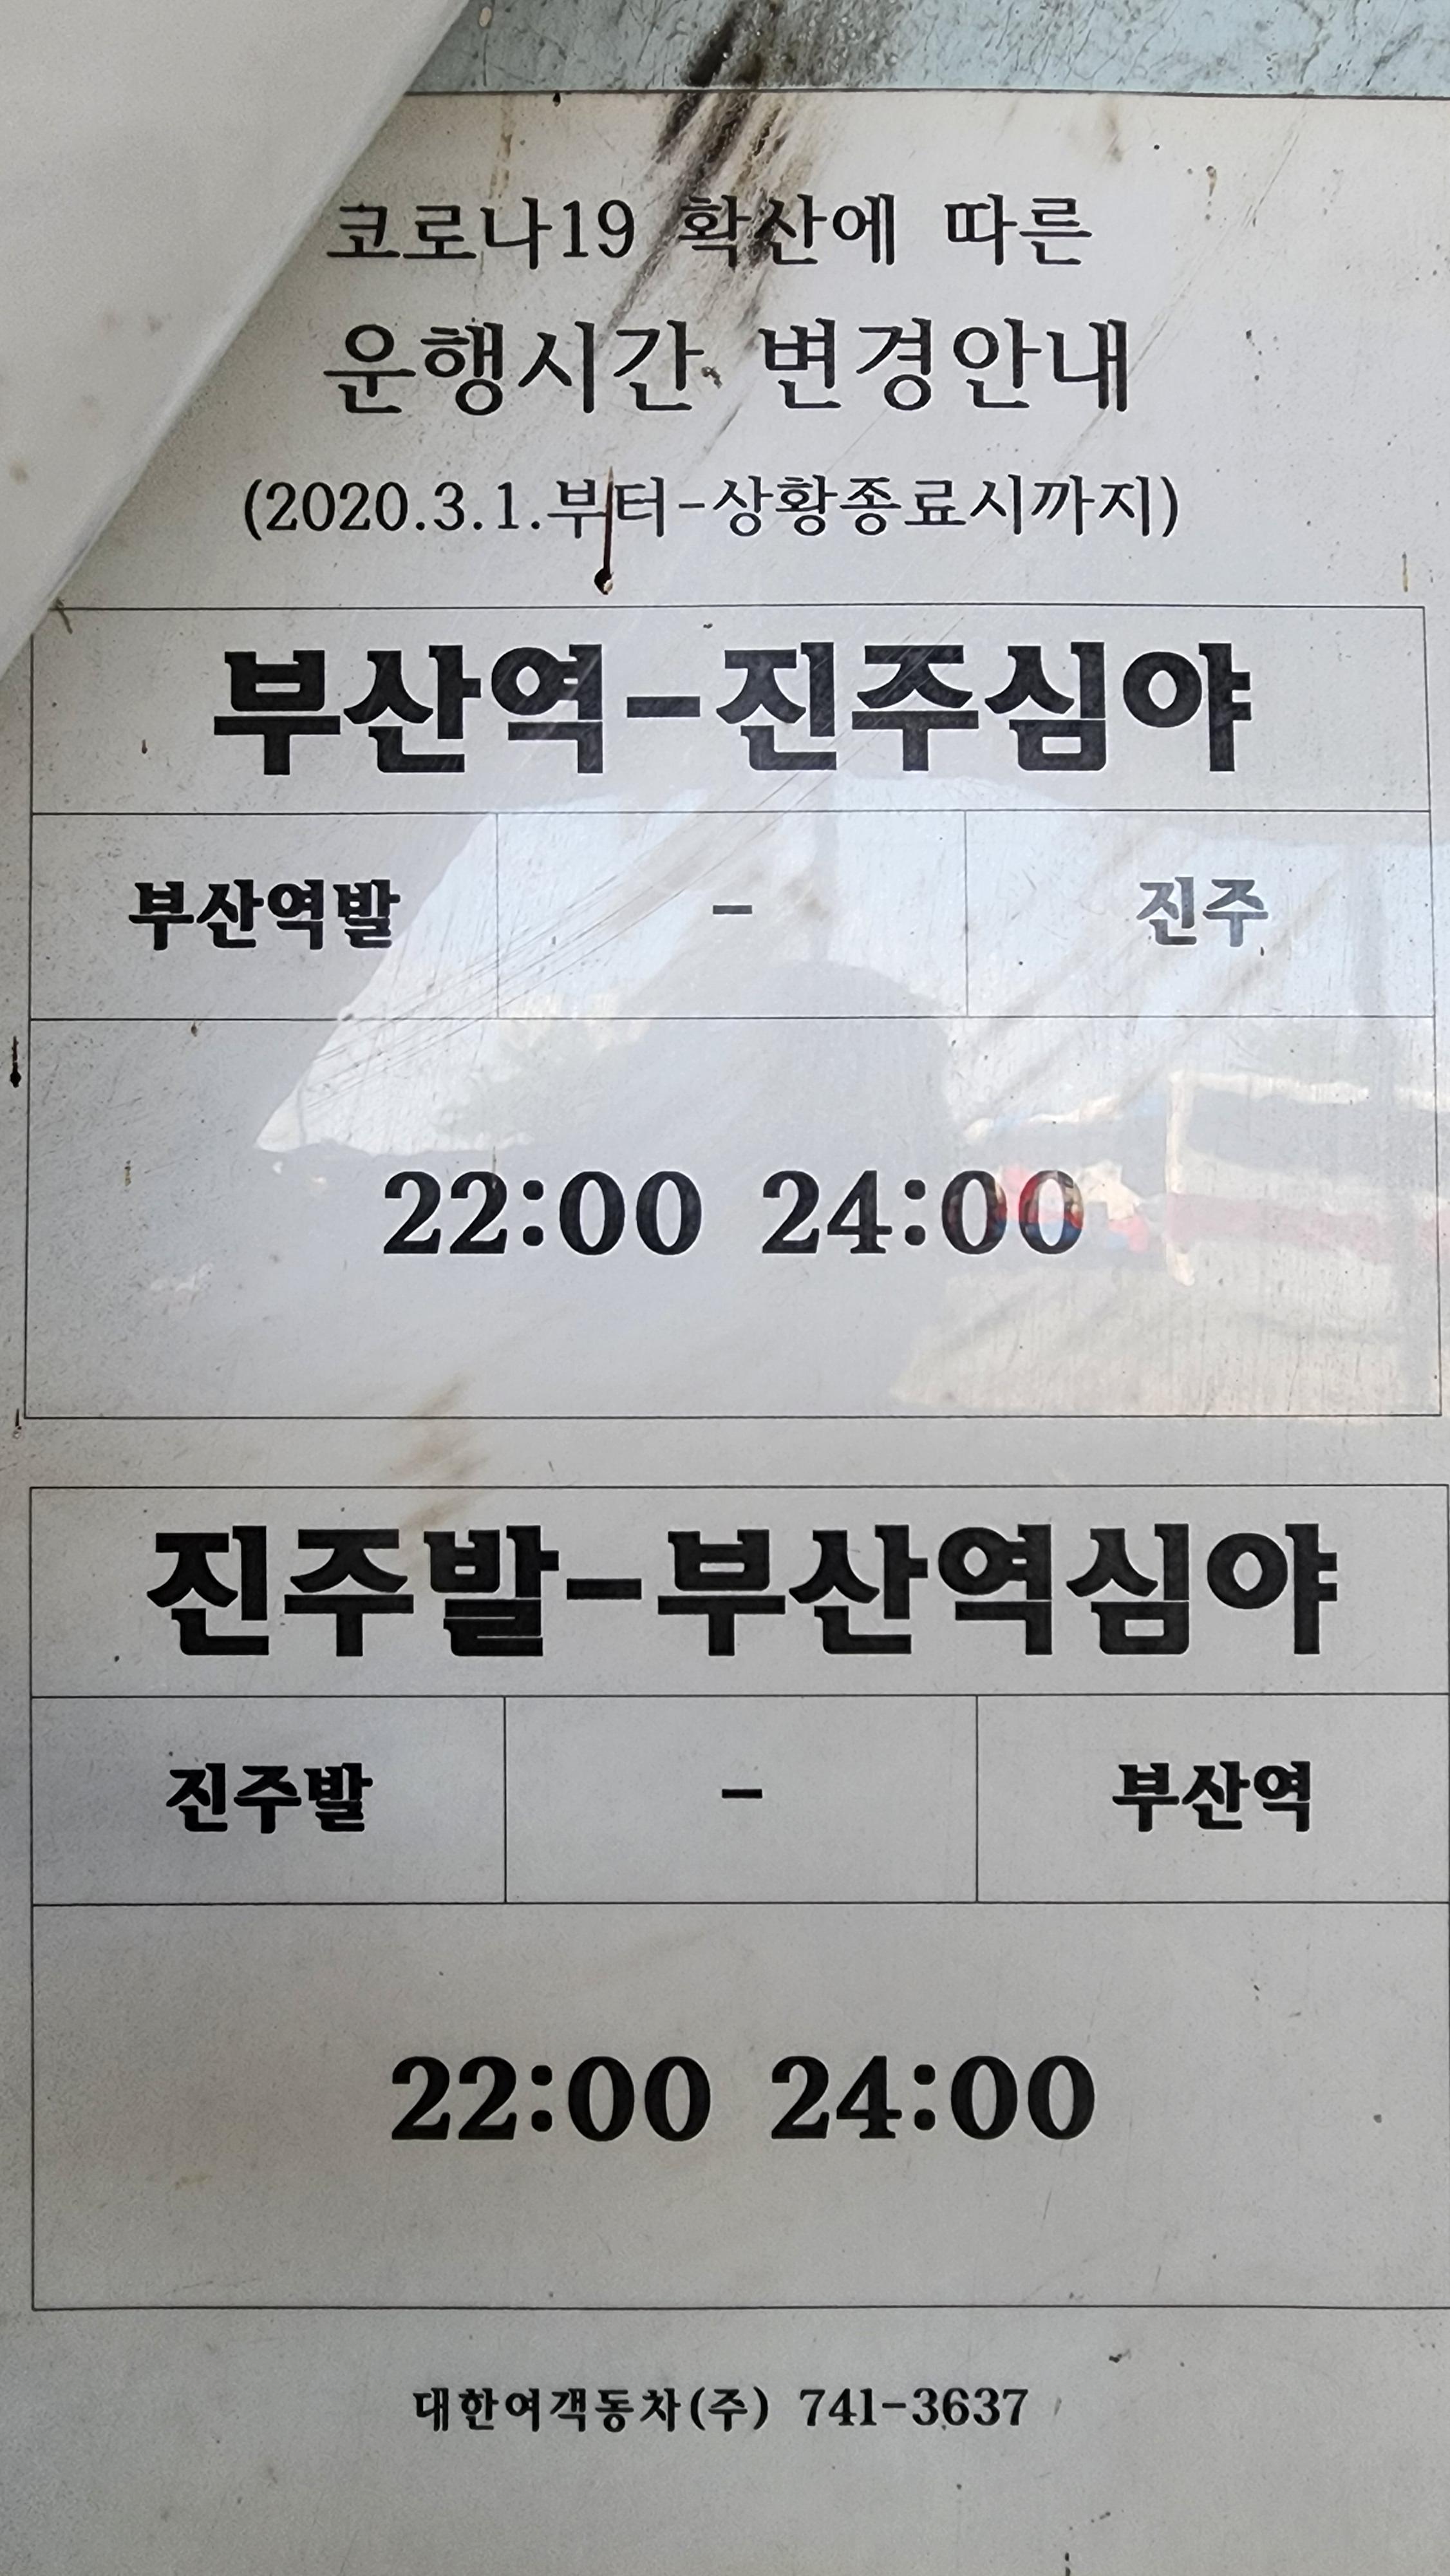 코로나19 확산에 따른
운행시간 변경안내
(2020.3.1.부터-상황종료시까지)
부산역-진주심야
부산역발 - 진주
22:00 24:00
진주발-부산역심야
진주발 - 부산역
22:00 24:00
대한여객동차(주) 741-3637